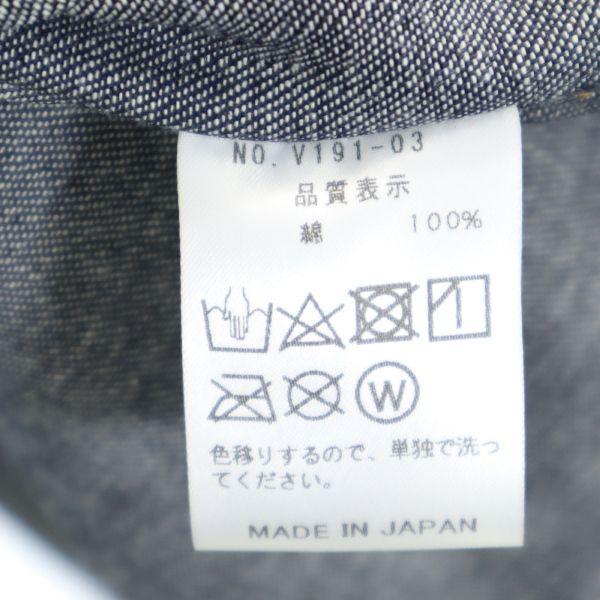 NO. V191-03
品質表示
綿 100%
W
色移りするので、単独で洗っ
てください。
MADE IN JAPAN